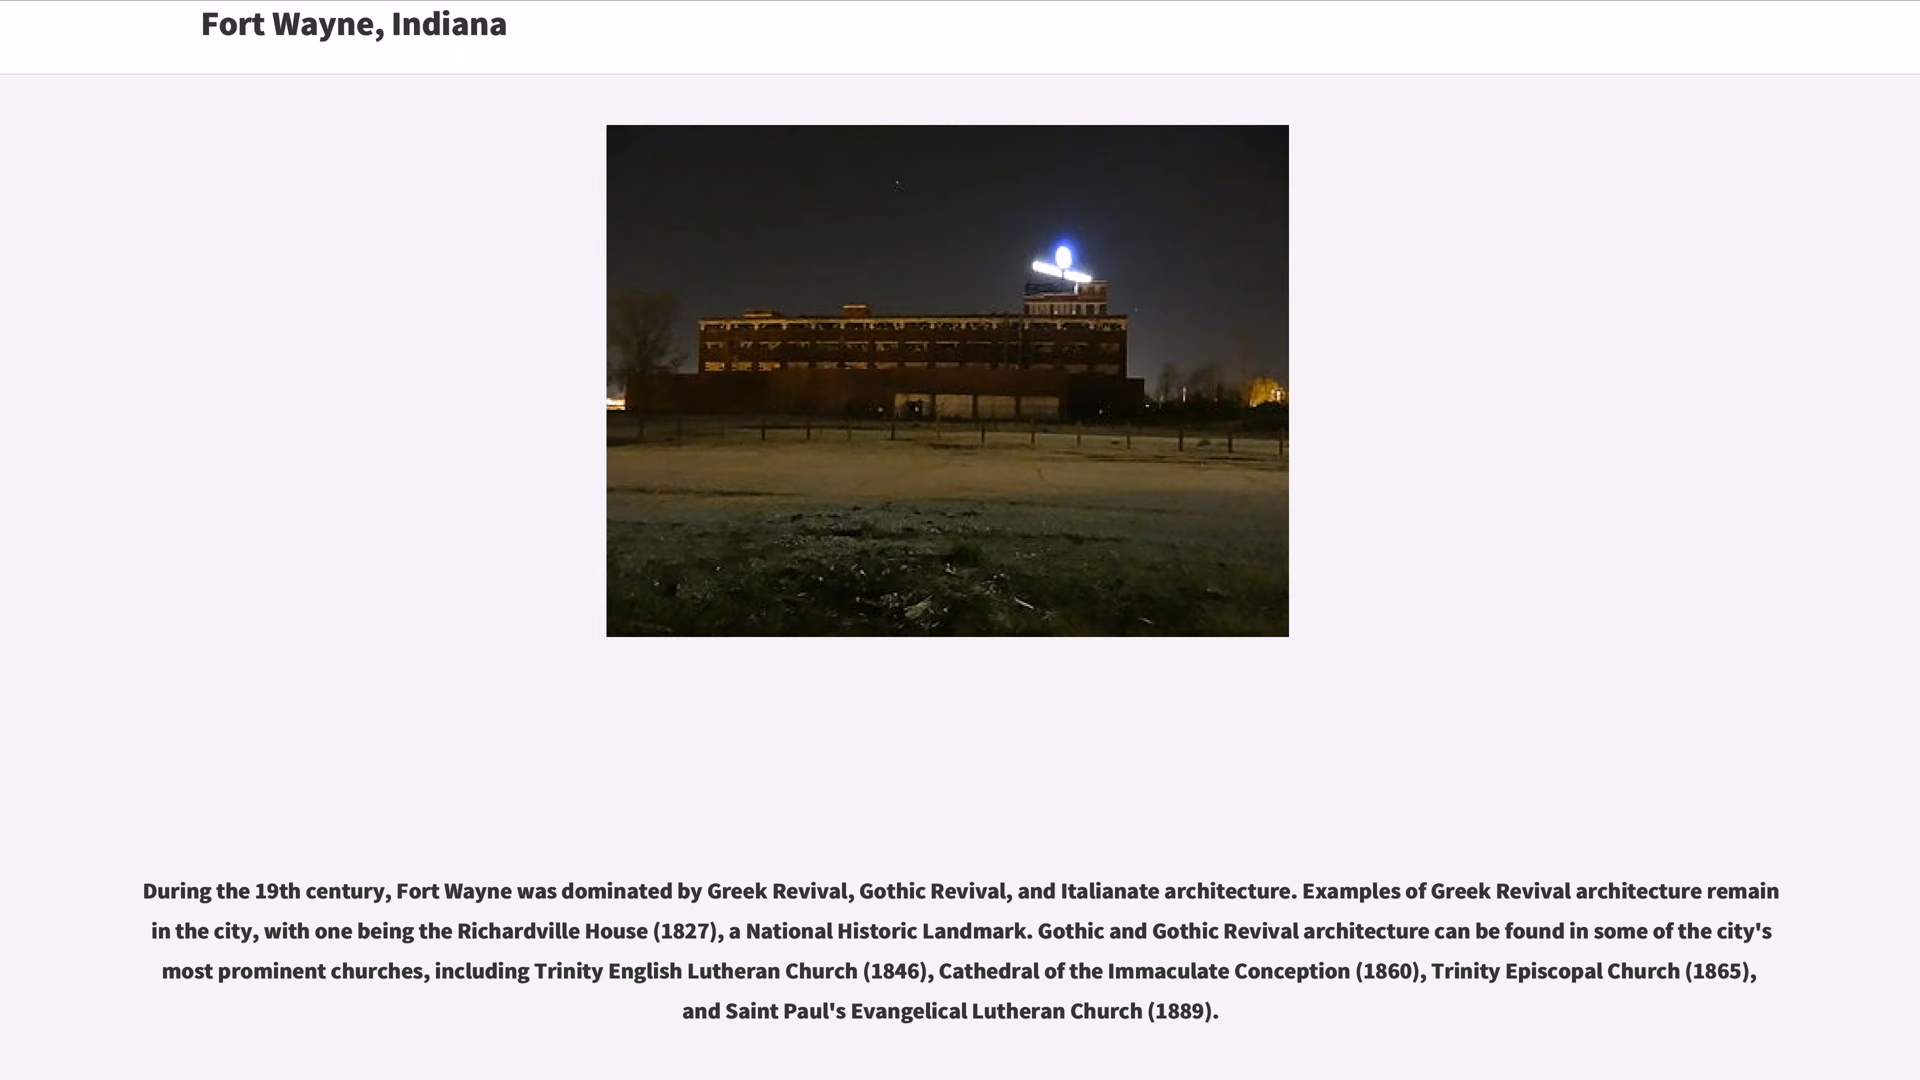 Fort Wayne, Indiana
During the 19th century, Fort Wayne was dominated by Greek Revival, Gothic Revival, and Italianate architecture. Examples of Greek Revival architecture remain
in the city, with one being the Richardville House (1827), a National Historic Landmark. Gothic and Gothic Revival architecture can be found in some of the city's
most prominent churches, including Trinity English Lutheran Church (1846), Cathedral of the Immaculate Conception (1860), Trinity Episcopal Church (1865),
and Saint Paul's Evangelical Lutheran Church (1889).